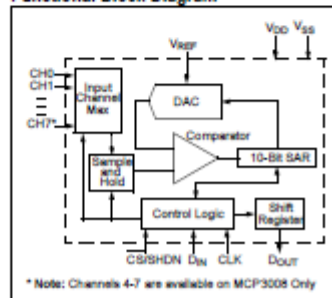 Functional Block Diagram
VREF
VDD VSS
CH0
CH1
CH7*
Input
Channel
Max
DAC
Comparator
Sample
and
Hold
10-Bit SAR
Control Logic
Shift
Register
CS/SHDN DIN CLK DOUT
* Note: Channels 4-7 are available on MCP3008 Only